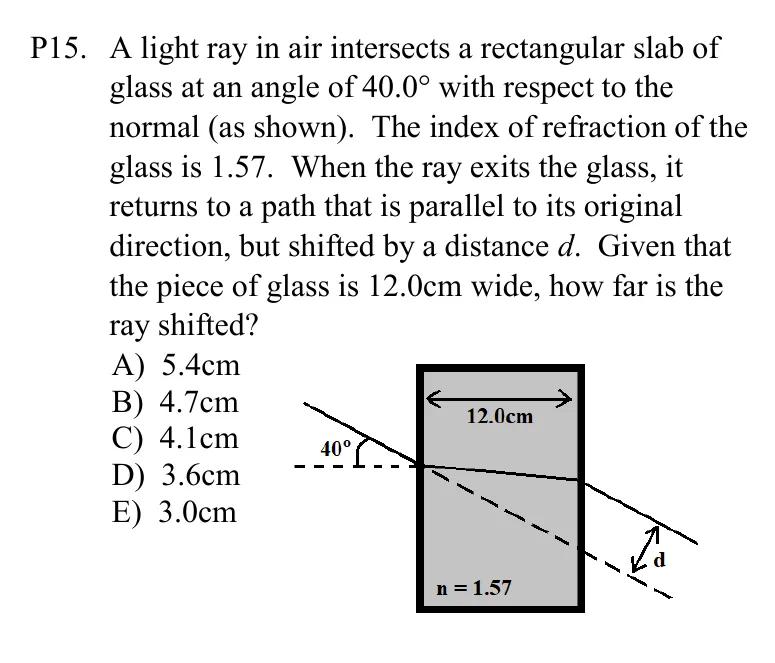 P15. A light ray in air intersects a rectangular slab of
glass at an angle of 40.0° with respect to the
normal (as shown). The index of refraction of the
glass is 1.57. When the ray exits the glass, it
returns to a path that is parallel to its original
direction, but shifted by a distance d. Given that
the piece of glass is 12.0cm wide, how far is the
ray shifted?
A) 5.4cm
B) 4.7cm
C) 4.1cm
D) 3.6cm
E) 3.0cm
12.0cm
40°
d
n = 1.57